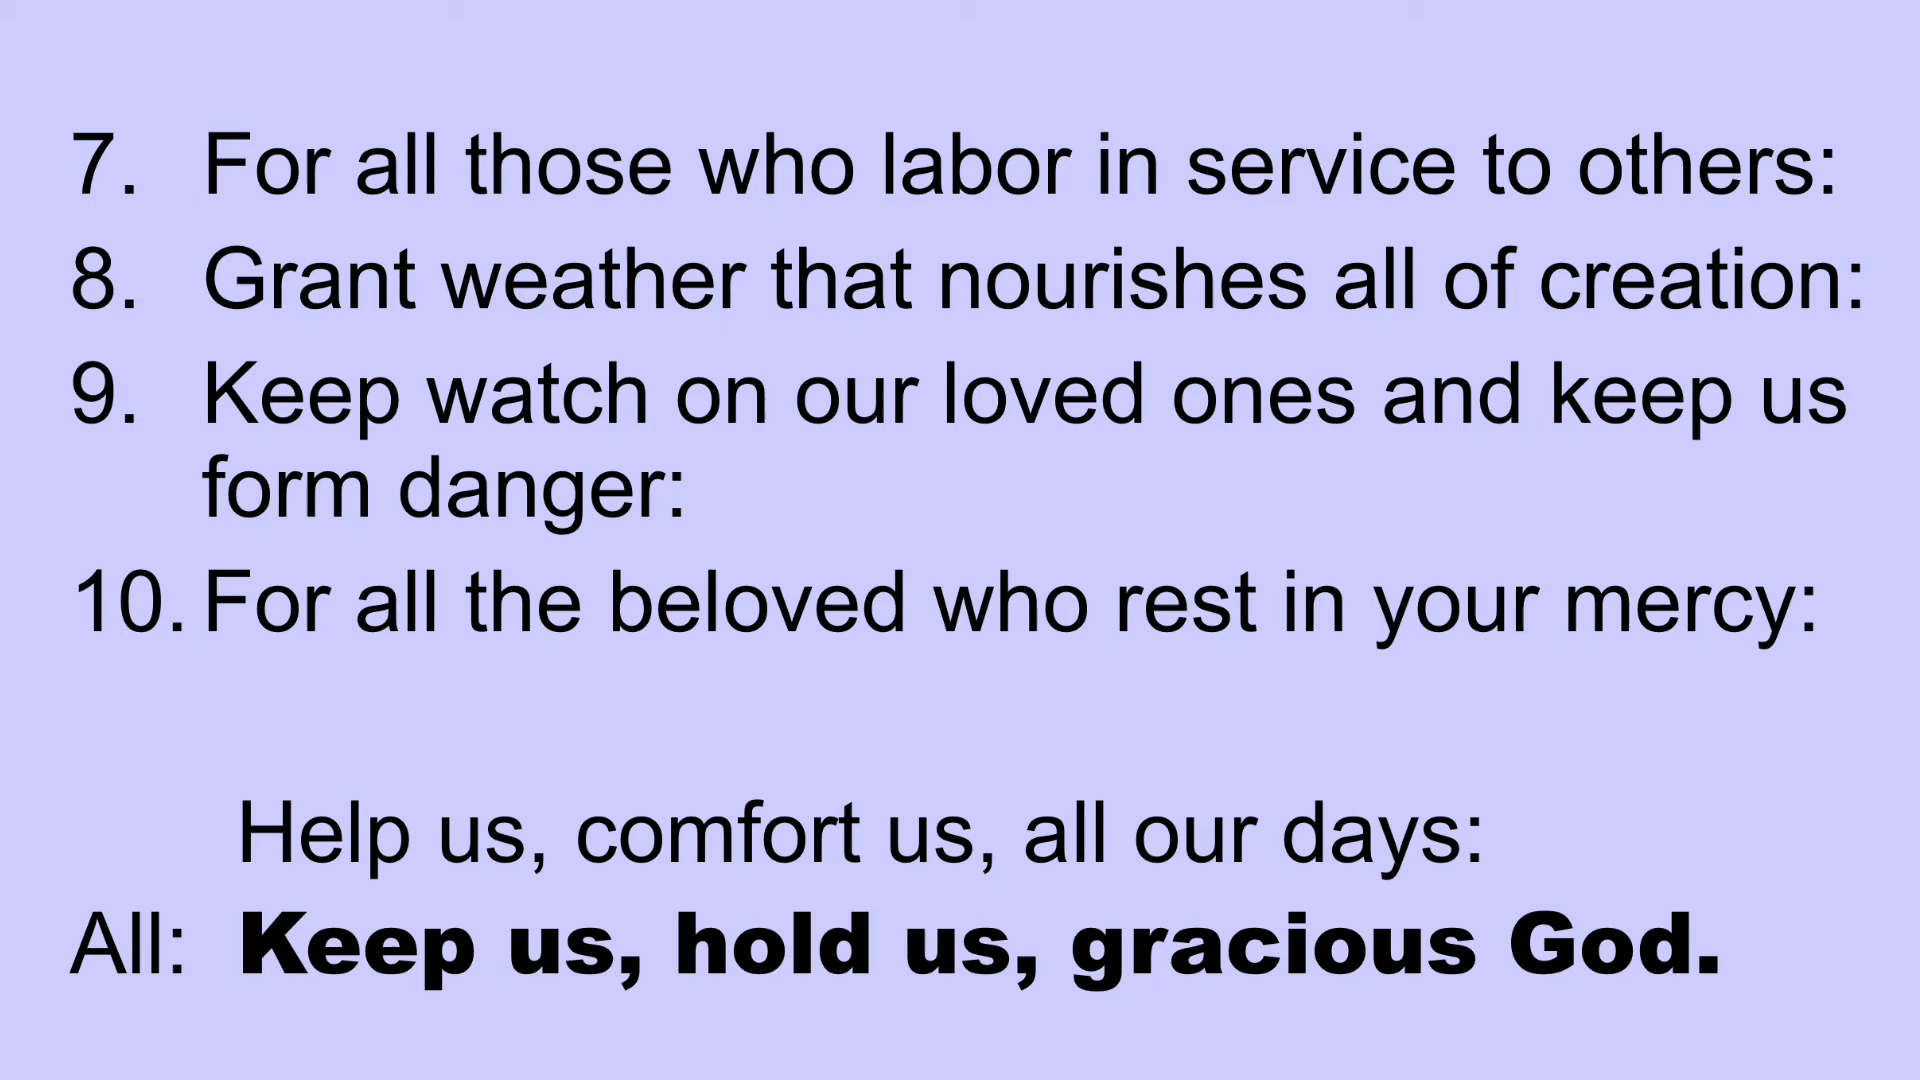 7. For all those who labor in service to others:
8. Grant weather that nourishes all of creation:
9. Keep watch on our loved ones and keep us
form danger:
10. For all the beloved who rest in your mercy:
Help us, comfort us, all our days:
All: Keep us, hold us, gracious God.